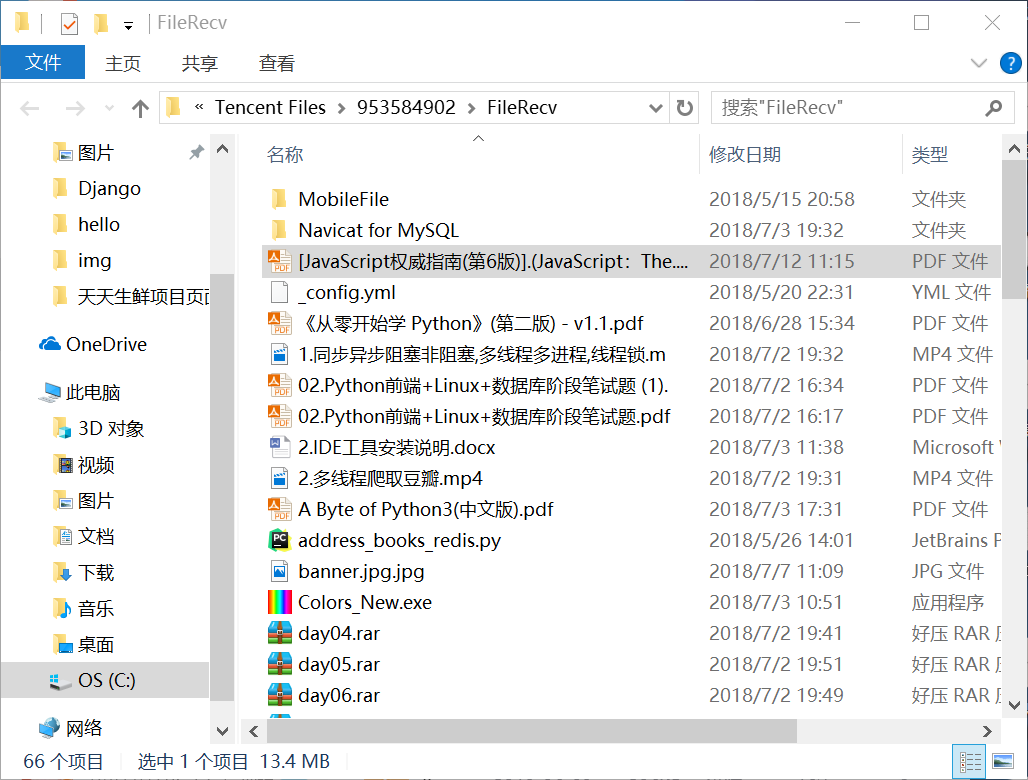 FileRecv
文件 主页 共享 查看
« Tencent Files › 953584902 › FileRecv 搜索"FileRecv"
图片
Django
hello
img
天天生鲜项目页面
OneDrive
此电脑
3D 对象
视频
图片
文档
下载
音乐
桌面
OS (C:)
网络
名称 修改日期 类型
MobileFile 2018/5/15 20:58 文件夹
Navicat for MySQL 2018/7/3 19:32 文件夹
[JavaScript权威指南(第6版)].(JavaScript：The.... 2018/7/12 11:15 PDF 文件
_config.yml 2018/5/20 22:31 YML 文件
《从零开始学 Python》(第二版) - v1.1.pdf 2018/6/28 15:34 PDF 文件
1.同步异步阻塞非阻塞,多线程多进程,线程锁.m 2018/7/2 19:32 MP4 文件
02.Python前端+Linux+数据库阶段笔试题 (1). 2018/7/2 16:34 PDF 文件
02.Python前端+Linux+数据库阶段笔试题.pdf 2018/7/2 16:17 PDF 文件
2.IDE工具安装说明.docx 2018/7/3 11:38 Microsoft
2.多线程爬取豆瓣.mp4 2018/7/2 19:31 MP4 文件
A Byte of Python3(中文版).pdf 2018/7/3 17:31 PDF 文件
address_books_redis.py 2018/5/26 14:01 JetBrains P
banner.jpg.jpg 2018/7/7 11:09 JPG 文件
Colors_New.exe 2018/7/3 10:51 应用程序
day04.rar 2018/7/2 19:41 好压 RAR
day05.rar 2018/7/2 19:51 好压 RAR
day06.rar 2018/7/2 19:49 好压 RAR
66 个项目 选中 1 个项目 13.4 MB